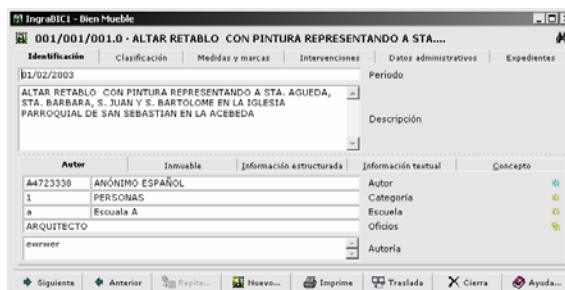 IngraBIC1 - Bien Mueble
001/001/001.0 - ALTAR RETABLO CON PINTURA REPRESENTANDO A STA....
Identificación Clasificación Medidas y marcas Intervenciones Datos administrativos Expedientes
01/02/2003 Periodo
ALTAR RETABLO CON PINTURA REPRESENTANDO A STA. AGUEDA,
STA. BARBARA, S. JUAN Y S. BARTOLOME EN LA IGLESIA
PARROQUIAL DE SAN SEBASTIAN EN LA ACEBEDA
Descripción
Autor Inmueble Información estructurada Información textual Concepto
A4723338 ANÓNIMO ESPAÑOL Autor
1 PERSONAS Categoría
a Escuala A Escuela
ARQUITECTO Oficios
ewrwer Autoría
Siguiente Anterior Repite... Nuevo... Imprime Traslada Cierra Ayuda...